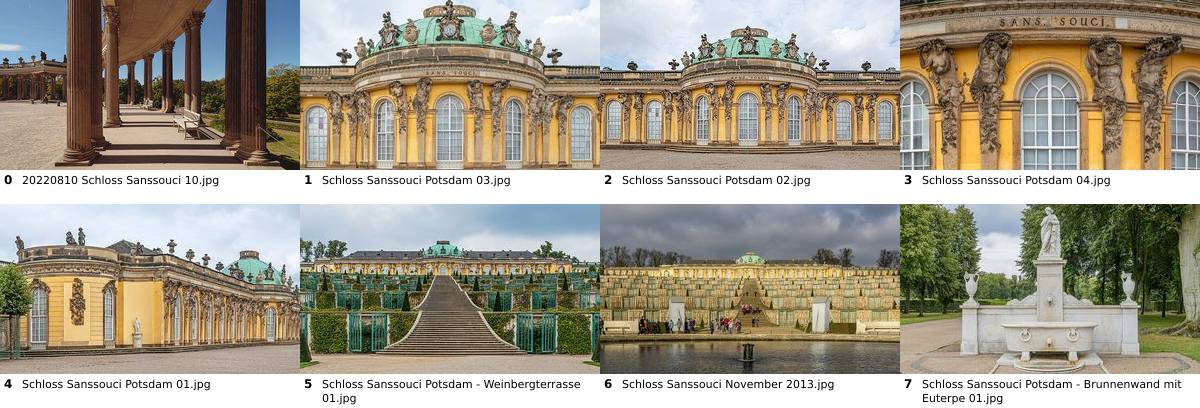 SANS, SOUCI.
SANS. SOUCI.
0 20220810 Schloss Sanssouci 10.jpg
1 Schloss Sanssouci Potsdam 03.jpg
2 Schloss Sanssouci Potsdam 02.jpg
3 Schloss Sanssouci Potsdam 04.jpg
4 Schloss Sanssouci Potsdam 01.jpg
5 Schloss Sanssouci Potsdam - Weinbergterrasse
01.jpg
6 Schloss Sanssouci November 2013.jpg
7 Schloss Sanssouci Potsdam - Brunnenwand mit
Euterpe 01.jpg